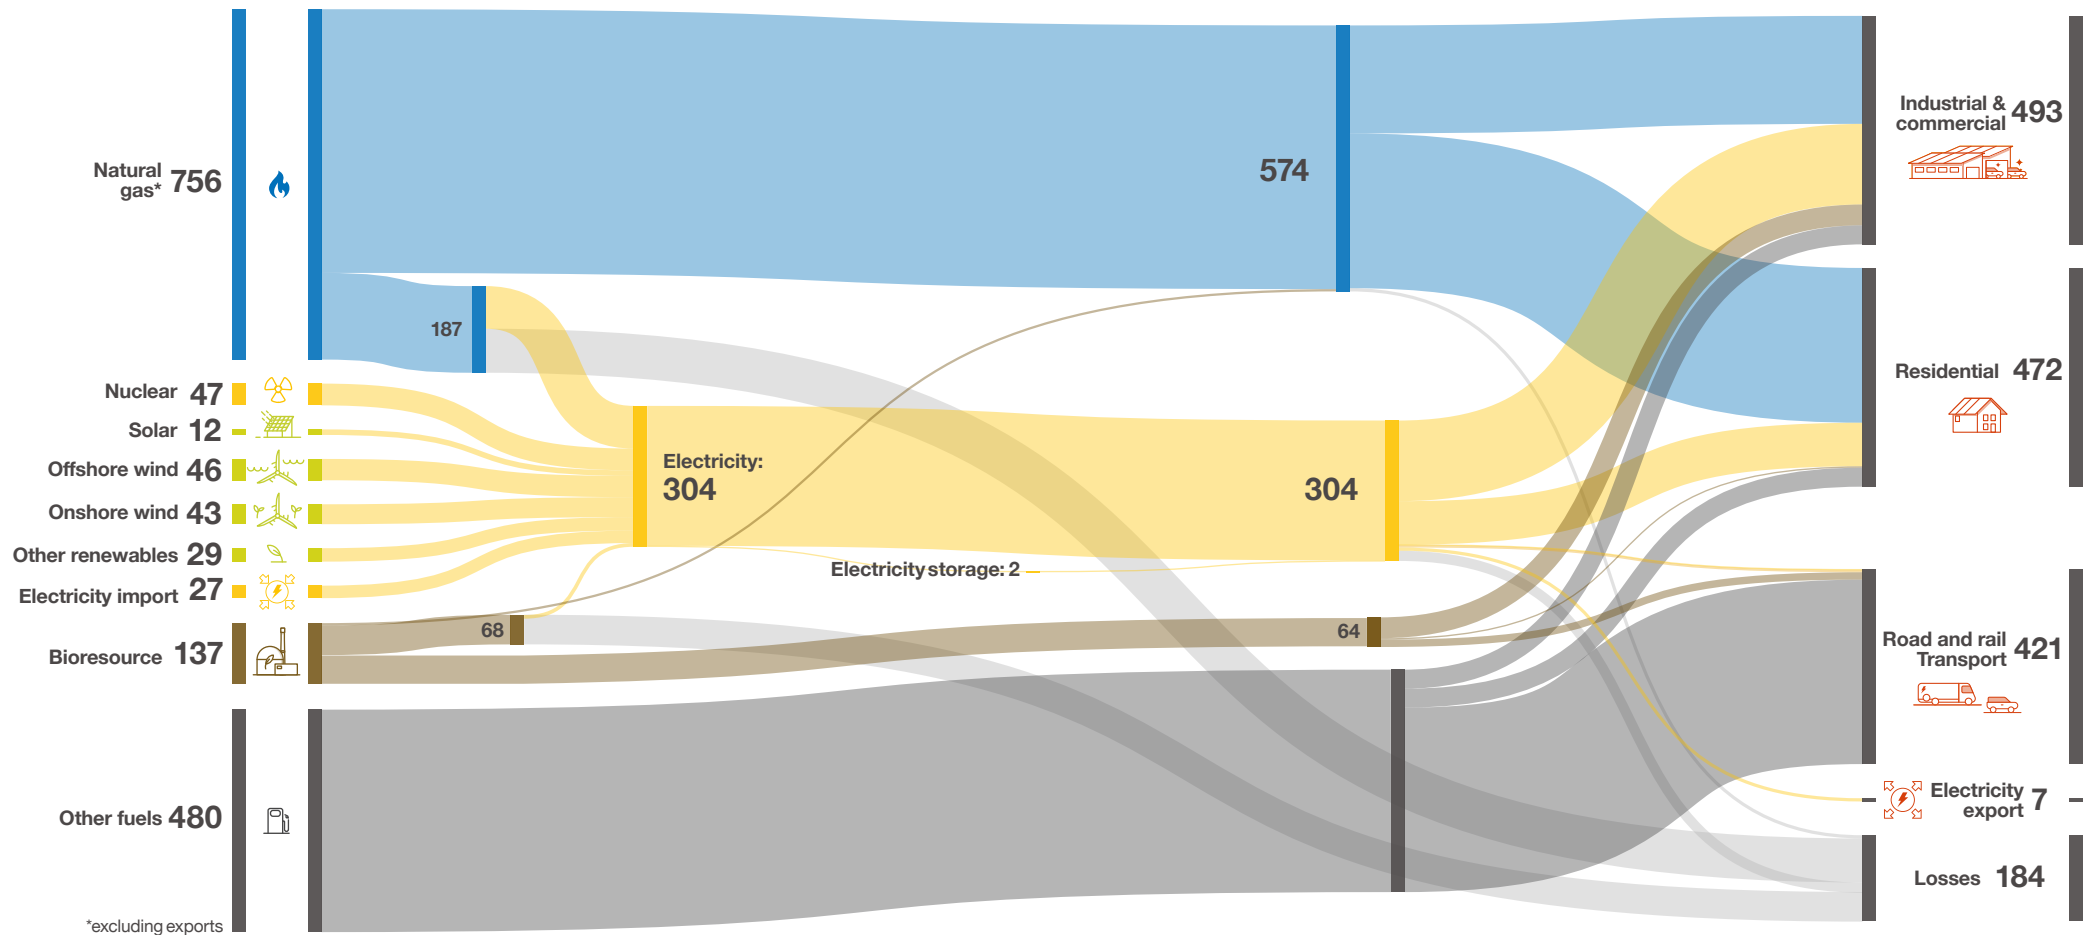 Natural
gas* 756
Nuclear 47
Solar 12
Offshore wind 46
Onshore wind 43
Other renewables 29
Electricity import 27
Bioresource 137
Other fuels 480
*excluding exports
187
68
Electricity:
304
Electricity storage: 2
574
304
64
Industrial &
commercial 493
Residential 472
Road and rail
Transport 421
Electricity
export 7
Losses 184